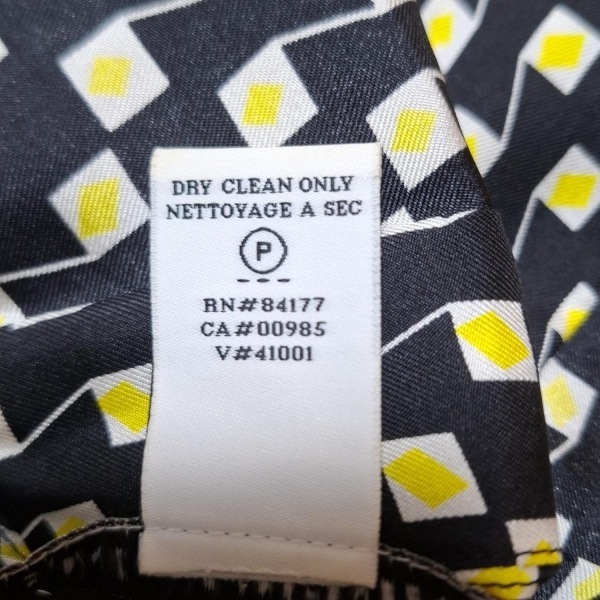 DRY CLEAN ONLY
NETTOYAGE A SEC
P
RN#84177
CA#00985
V#41001